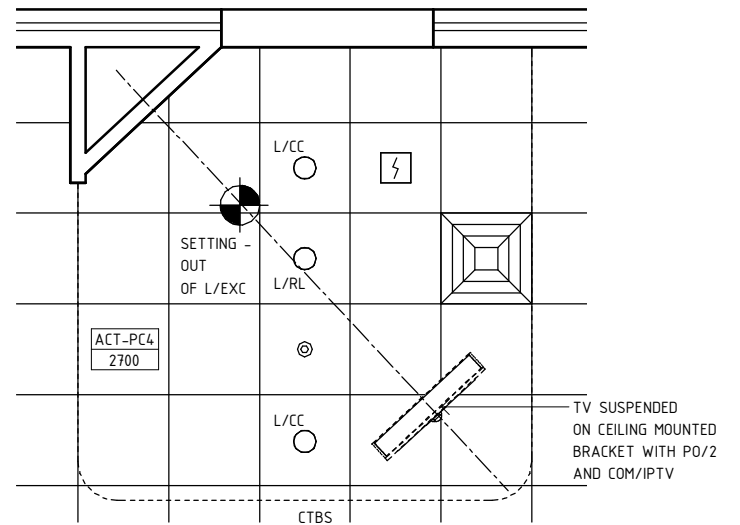 L/CC
SETTING -
OUT
OF L/EXC
L/RL
ACT-PC4
2700
L/CC
TV SUSPENDED
ON CEILING MOUNTED
BRACKET WITH PO/2
AND COM/IPTV
CTBS